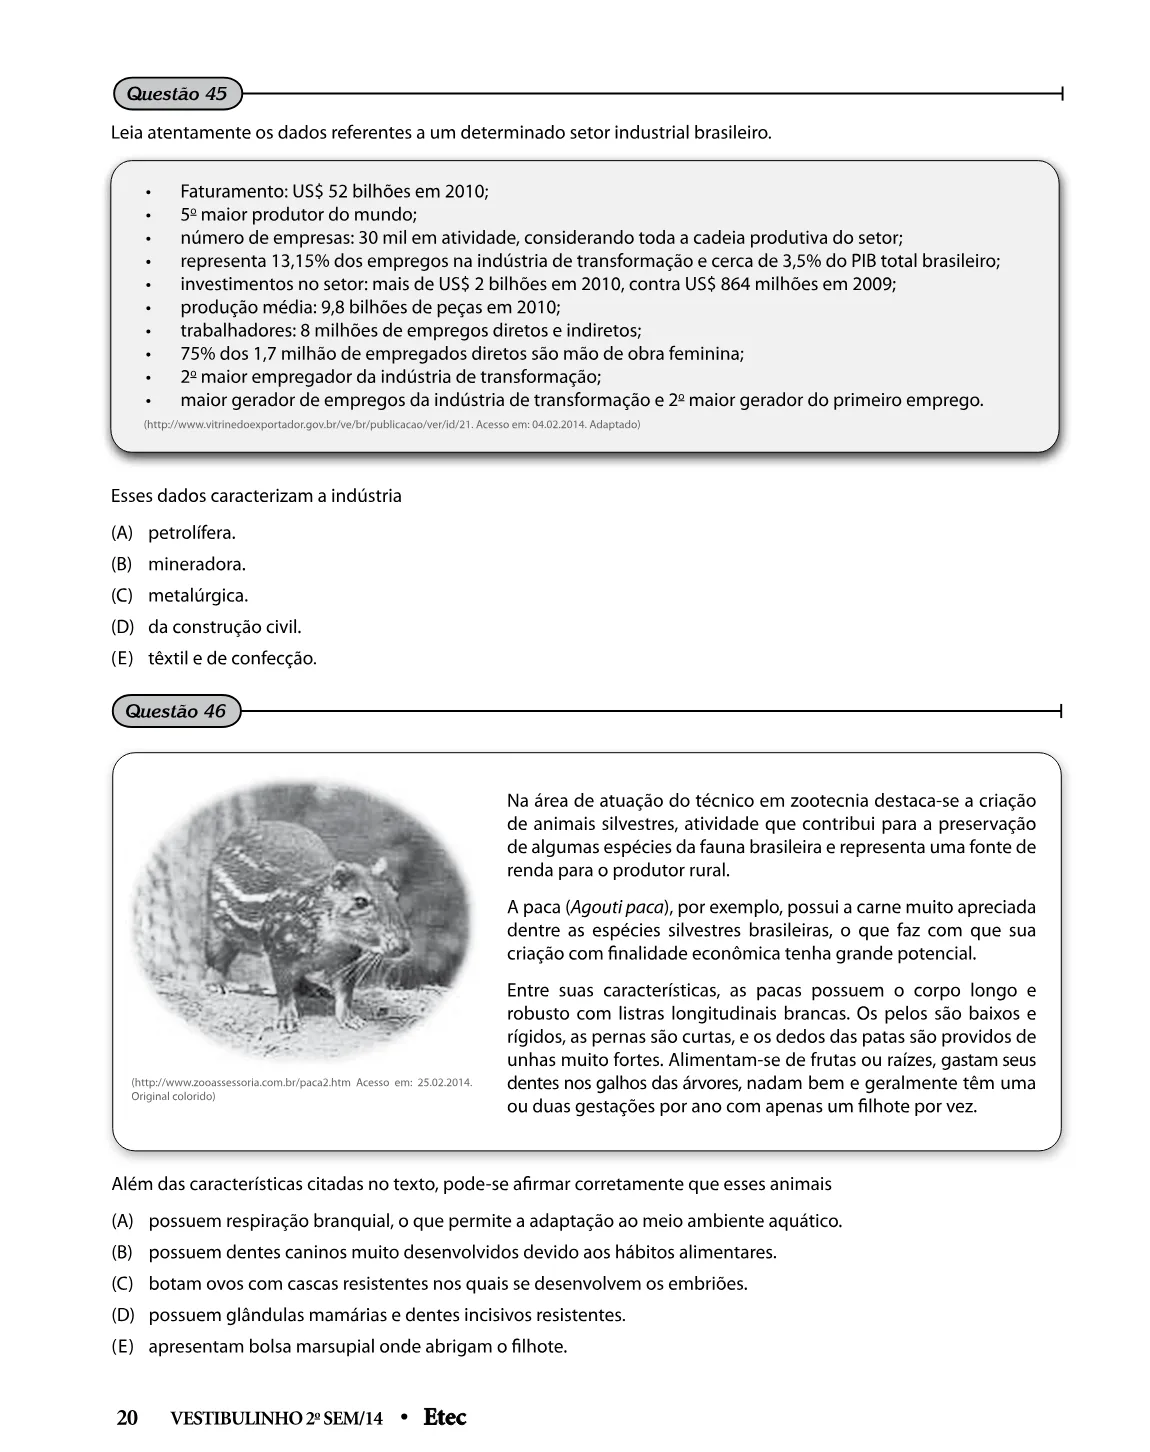 Questão 45
Leia atentamente os dados referentes a um determinado setor industrial brasileiro.
• Faturamento: US$ 52 bilhões em 2010;
• 5º maior produtor do mundo;
• número de empresas: 30 mil em atividade, considerando toda a cadeia produtiva do setor;
• representa 13,15% dos empregos na indústria de transformação e cerca de 3,5% do PIB total brasileiro;
• investimentos no setor: mais de US$ 2 bilhões em 2010, contra US$ 864 milhões em 2009;
• produção média: 9,8 bilhões de peças em 2010;
• trabalhadores: 8 milhões de empregos diretos e indiretos;
• 75% dos 1,7 milhão de empregados diretos são mão de obra feminina;
• 2º maior empregador da indústria de transformação;
• maior gerador de empregos da indústria de transformação e 2º maior gerador do primeiro emprego.
(http://www.vitrinedoexportador.gov.br/ve/br/publicacao/ver/id/21. Acesso em: 04.02.2014. Adaptado)
Esses dados caracterizam a indústria
(A) petrolífera.
(B) mineradora.
(C) metalúrgica.
(D) da construção civil.
(E) têxtil e de confecção.
Questão 46
Na área de atuação do técnico em zootecnia destaca-se a criação
de animais silvestres, atividade que contribui para a preservação
de algumas espécies da fauna brasileira e representa uma fonte de
renda para o produtor rural.
A paca (Agouti paca), por exemplo, possui a carne muito apreciada
dentre as espécies silvestres brasileiras, o que faz com que sua
criação com finalidade econômica tenha grande potencial.
Entre suas características, as pacas possuem o corpo longo e
robusto com listras longitudinais brancas. Os pelos são baixos e
rígidos, as pernas são curtas, e os dedos das patas são providos de
unhas muito fortes. Alimentam-se de frutas ou raízes, gastam seus
dentes nos galhos das árvores, nadam bem e geralmente têm uma
ou duas gestações por ano com apenas um filhote por vez.
(http://www.zooassessoria.com.br/paca2.htm Acesso em: 25.02.2014.
Original colorido)
Além das características citadas no texto, pode-se afirmar corretamente que esses animais
(A) possuem respiração branquial, o que permite a adaptação ao meio ambiente aquático.
(B) possuem dentes caninos muito desenvolvidos devido aos hábitos alimentares.
(C) botam ovos com cascas resistentes nos quais se desenvolvem os embriões.
(D) possuem glândulas mamárias e dentes incisivos resistentes.
(E) apresentam bolsa marsupial onde abrigam o filhote.
20 VESTIBULINHO 2º SEM/14 • Etec